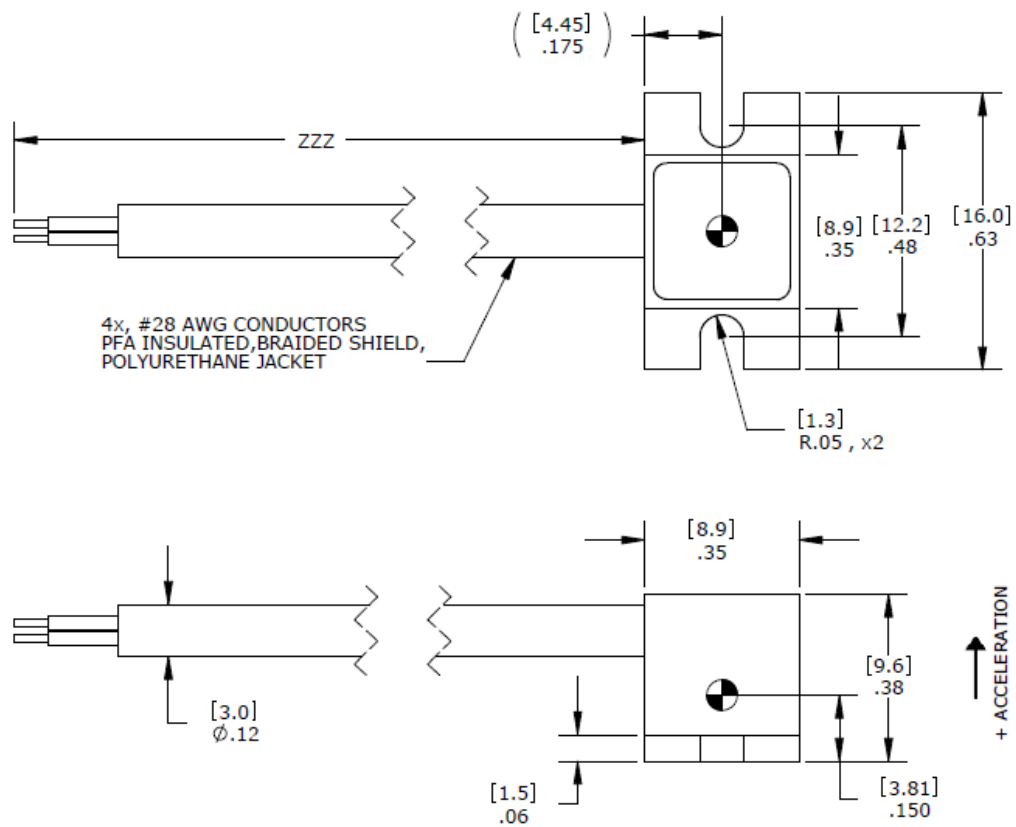 [4.45]
( .175 )
ZZZ
[8.9]
.35
[12.2]
.48
[16.0]
.63
4x, #28 AWG CONDUCTORS
PFA INSULATED,BRAIDED SHIELD,
POLYURETHANE JACKET
[1.3]
R.05 , x2
[8.9]
.35
[9.6]
.38
+ ACCELERATION
[3.0]
∅.12
[1.5]
.06
[3.81]
.150